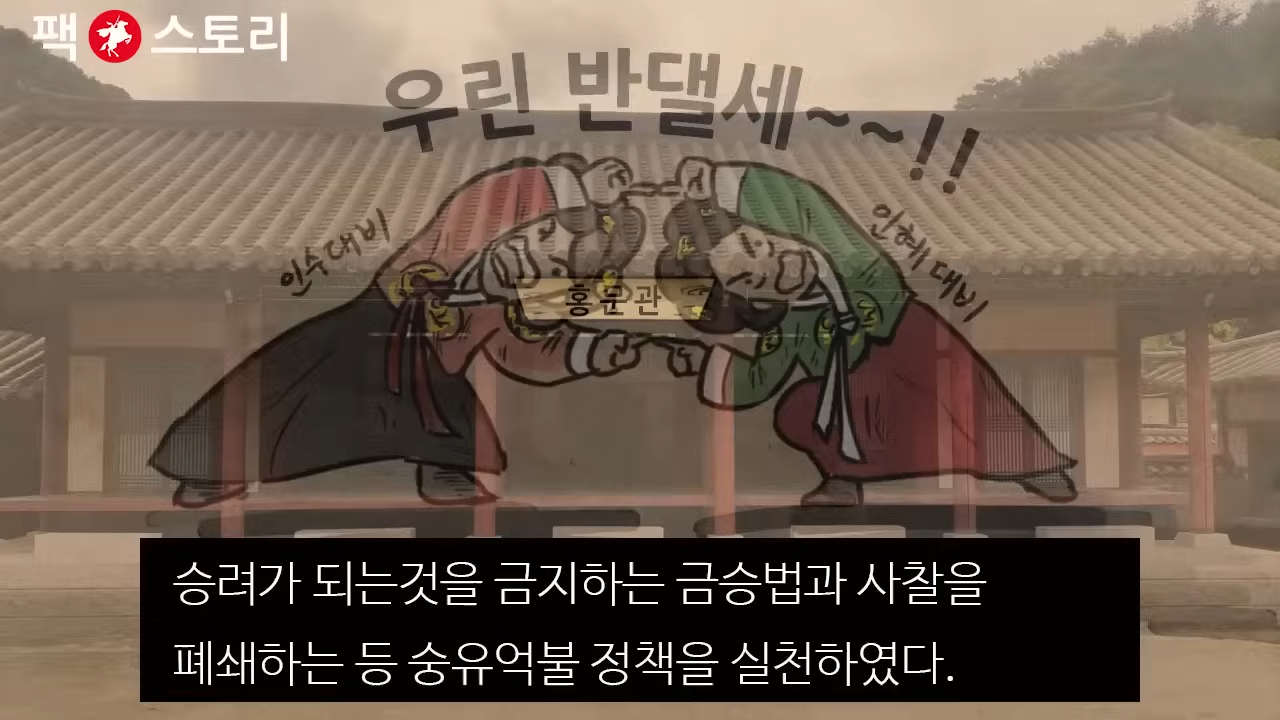 팩 스토리
우린 반댈세~~!!
인수대비
인혜대비
홍문관
승려가 되는것을 금지하는 금승법과 사찰을
폐쇄하는 등 숭유억불 정책을 실천하였다.